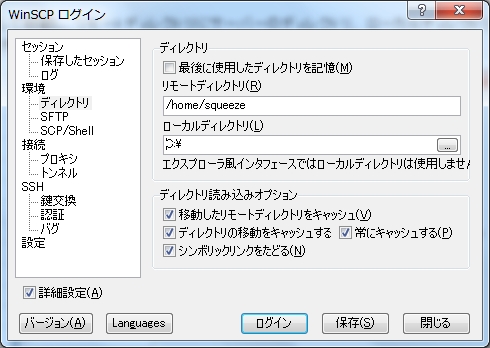 WinSCP ログイン
セッション
保存したセッション
ログ
環境
ディレクトリ
SFTP
SCP/Shell
接続
プロキシ
トンネル
SSH
鍵交換
認証
バグ
設定
詳細設定(A)
ディレクトリ
最後に使用したディレクトリを記憶(M)
リモートディレクトリ(R)
/home/squeeze
ローカルディレクトリ(L)
:¥
...
エクスプローラ風インタフェースではローカルディレクトリは使用しません
ディレクトリ読み込みオプション
移動したリモートディレクトリをキャッシュ(V)
ディレクトリの移動をキャッシュする 常にキャッシュする(P)
シンボリックリンクをたどる(N)
バージョン(A) Languages ログイン 保存(S) 閉じる